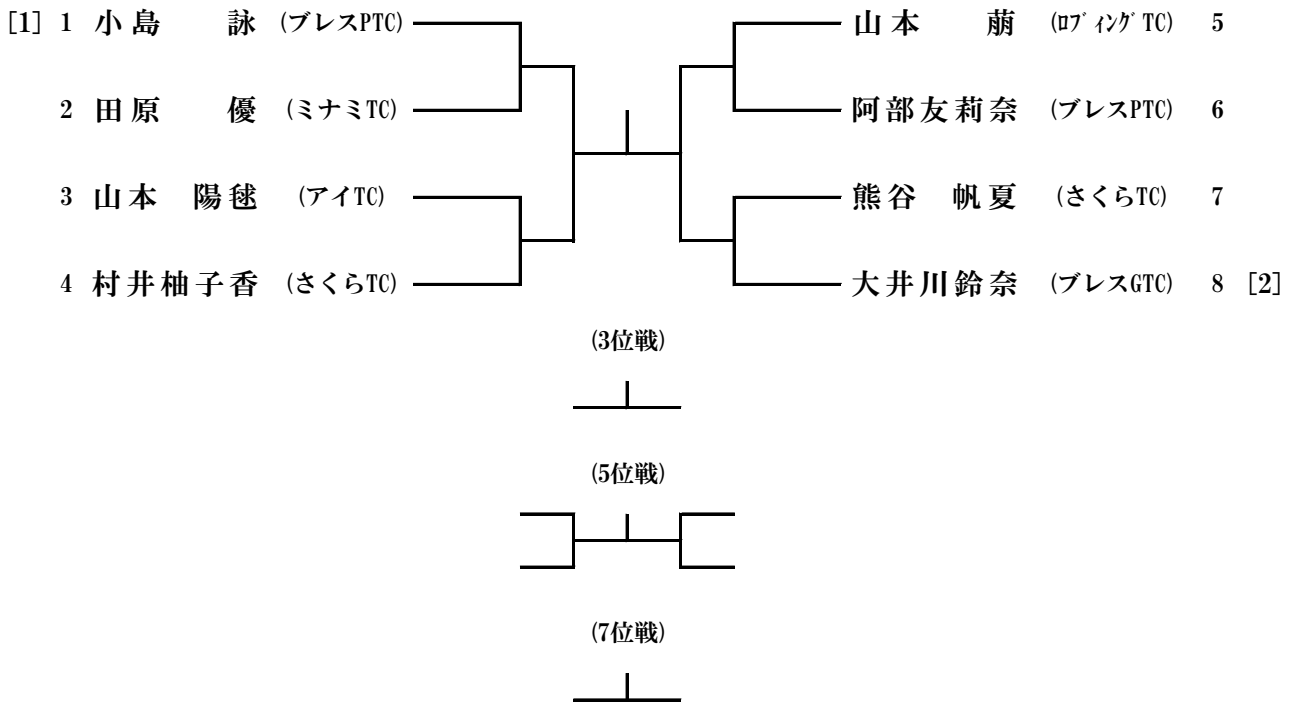 [1] 1 小島 詠 (ブレスPTC)
2 田原 優 (ミナミTC)
3 山本 陽毬 (アイTC)
4 村井柚子香 (さくらTC)
山本 萠 (ロブィングTC) 5
阿部友莉奈 (ブレスPTC) 6
熊谷 帆夏 (さくらTC) 7
大井川鈴奈 (ブレスGTC) 8 [2]
(3位戦)
(5位戦)
(7位戦)